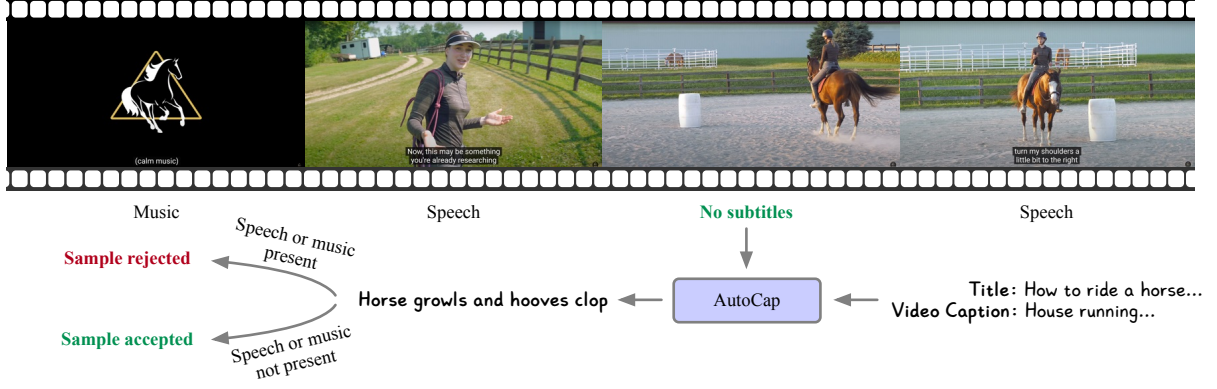 (calm music)
Now, this may be something
you're already researching
turn my shoulders a
little bit to the right
Music
Speech
No subtitles
Speech
Speech or music
present
Sample rejected
Horse growls and hooves clop
AutoCap
Title: How to ride a horse...
Video Caption: House running...
Sample accepted
Speech or music
not present